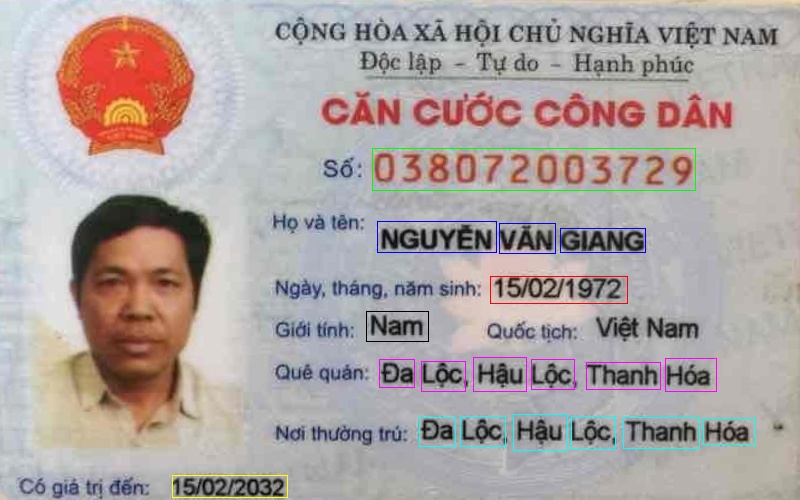 CỘNG HÒA XÃ HỘI CHỦ NGHĨA VIỆT NAM
Độc lập - Tự do - Hạnh phúc
CĂN CƯỚC CÔNG DÂN
Số: 038072003729
Họ và tên: NGUYỄN VĂN GIANG
Ngày, tháng, năm sinh: 15/02/1972
Giới tính: Nam Quốc tịch: Việt Nam
Quê quán: Đa Lộc, Hậu Lộc, Thanh Hóa
Nơi thường trú: Đa Lộc, Hậu Lộc, Thanh Hóa
Có giá trị đến: 15/02/2032